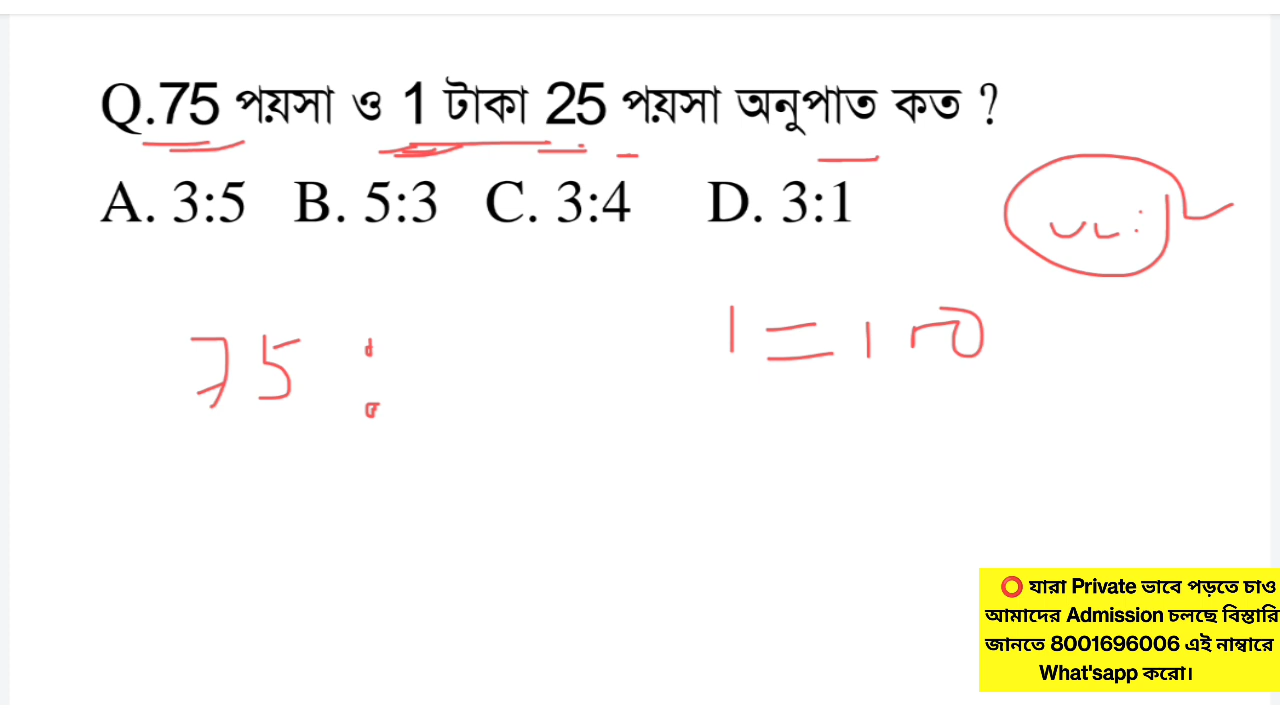 Q.75 পয়সা ও 1 টাকা 25 পয়সা অনুপাত কত ?
A. 3:5 B. 5:3 C. 3:4 D. 3:1
75 :
1 = 100
⭕ যারা Private ভাবে পড়তে চাও
আমাদের Admission চলছে বিস্তারি
জানতে 8001696006 এই নাম্বারে
What'sapp করো।